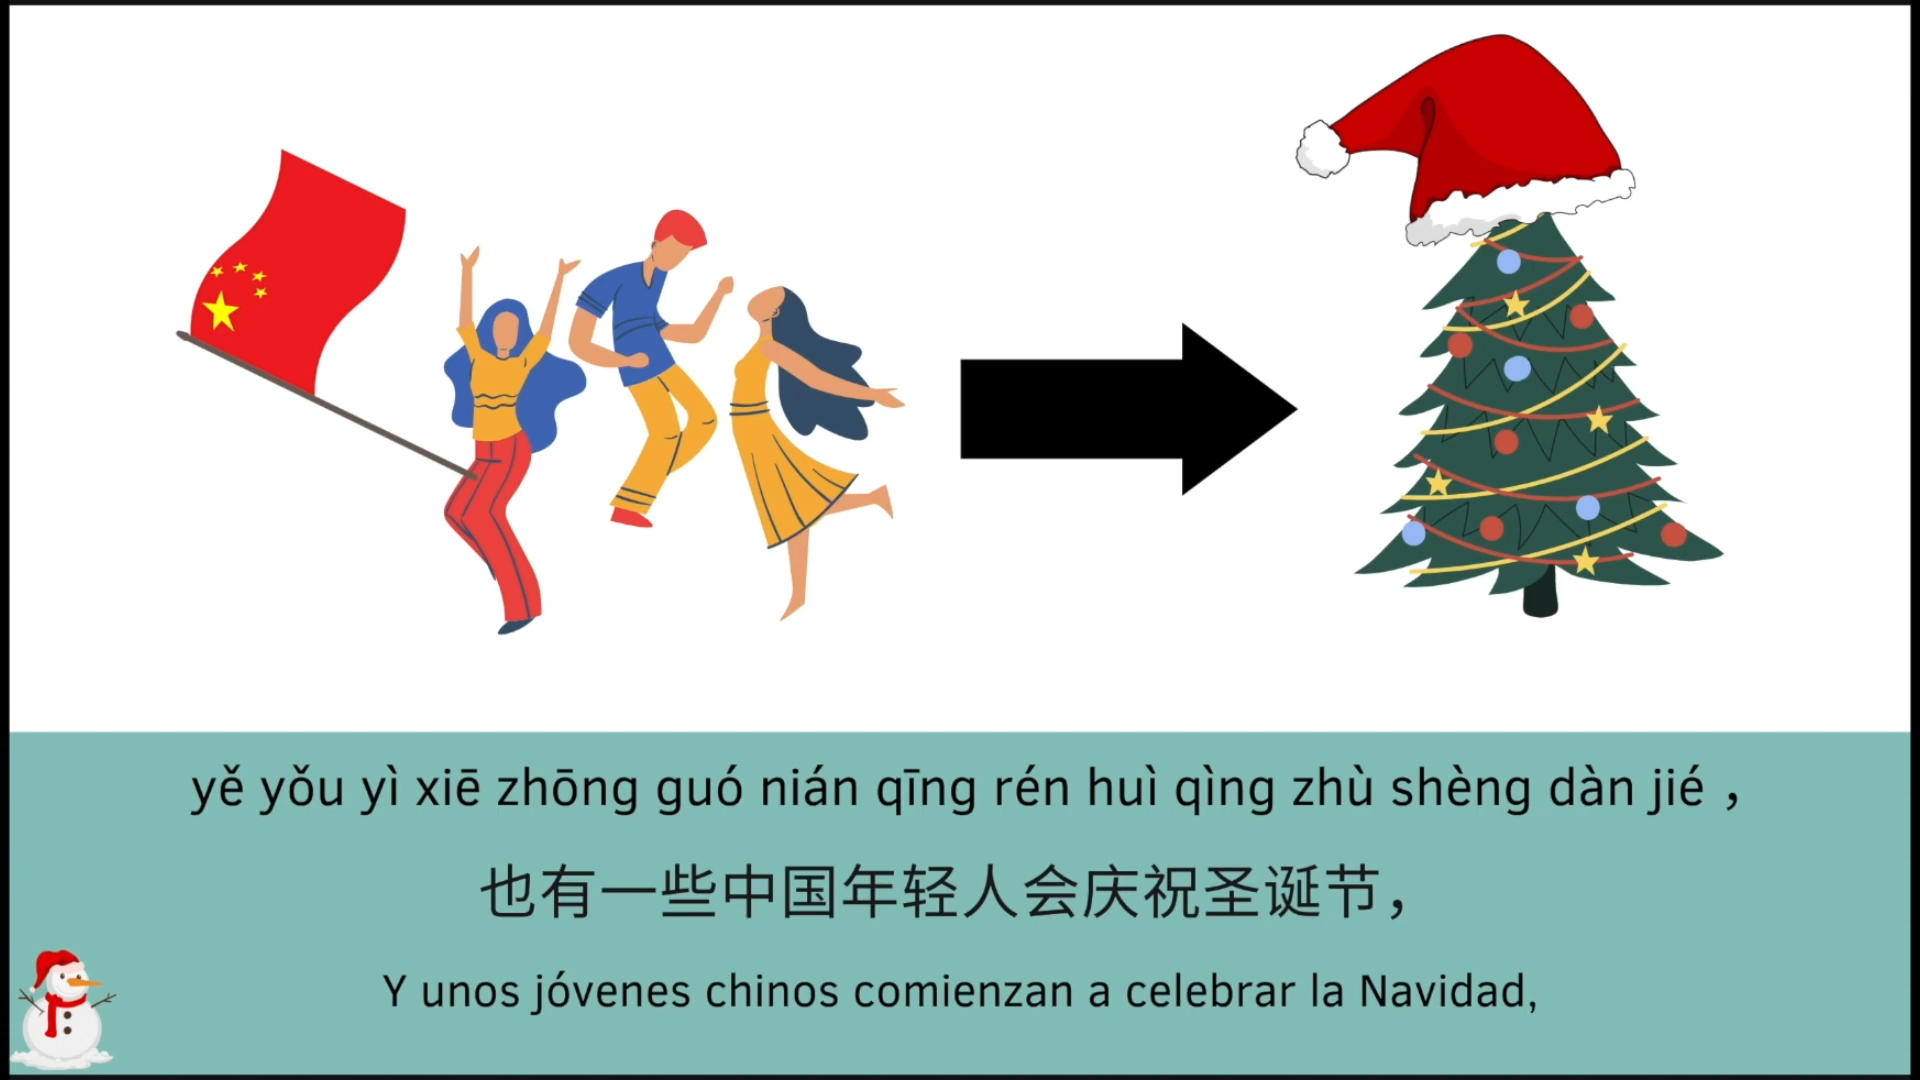 yě yǒu yì xiē zhōng guó nián qīng rén huì qìng zhù shèng dàn jié，
也有一些中国年轻人会庆祝圣诞节，
Y unos jóvenes chinos comienzan a celebrar la Navidad,